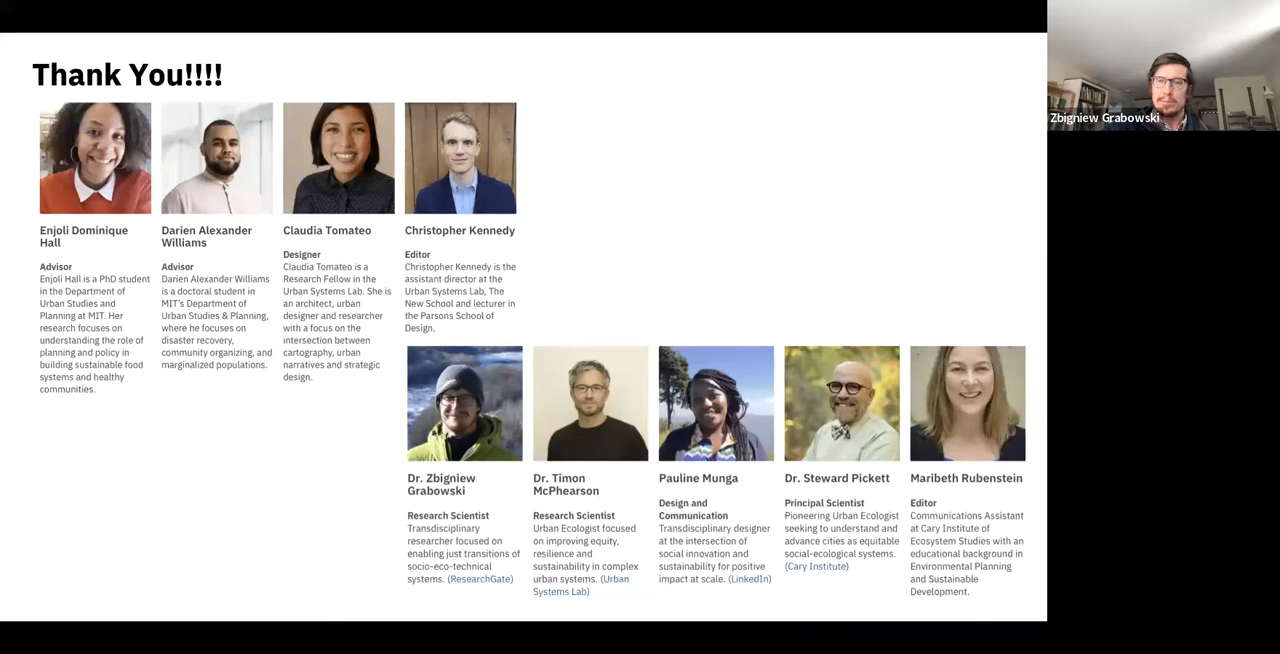 Thank You!!!!
Zbigniew Grabowski
Enjoli Dominique
Hall
Advisor
Enjoli Hall is a PhD student
in the Department of
Urban Studies and
Planning at MIT. Her
research focuses on
understanding the role of
planning and policy in
building sustainable food
systems and healthy
communities.
Darien Alexander
Williams
Advisor
Darien Alexander Williams
is a doctoral student in
MIT's Department of
Urban Studies & Planning,
where he focuses on
disaster recovery,
community organizing, and
marginalized populations.
Claudia Tomateo
Designer
Claudia Tomateo is a
Research Fellow in the
Urban Systems Lab. She is
an architect, urban
designer and researcher
with a focus on the
intersection between
cartography, urban
narratives and strategic
design.
Christopher Kennedy
Editor
Christopher Kennedy is the
assistant director at the
Urban Systems Lab, The
New School and lecturer in
the Parsons School of
Design.
Dr. Zbigniew
Grabowski
Research Scientist
Transdisciplinary
researcher focused on
enabling just transitions of
socio-eco-technical
systems. (ResearchGate)
Dr. Timon
McPhearson
Research Scientist
Urban Ecologist focused
on improving equity,
resilience and
sustainability in complex
urban systems. (Urban
Systems Lab)
Pauline Munga
Design and
Communication
Transdisciplinary designer
at the intersection of
social innovation and
sustainability for positive
impact at scale. (LinkedIn)
Dr. Steward Pickett
Principal Scientist
Pioneering Urban Ecologist
seeking to understand and
advance cities as equitable
social-ecological systems.
(Cary Institute)
Maribeth Rubenstein
Editor
Communications Assistant
at Cary Institute of
Ecosystem Studies with an
educational background in
Environmental Planning
and Sustainable
Development.